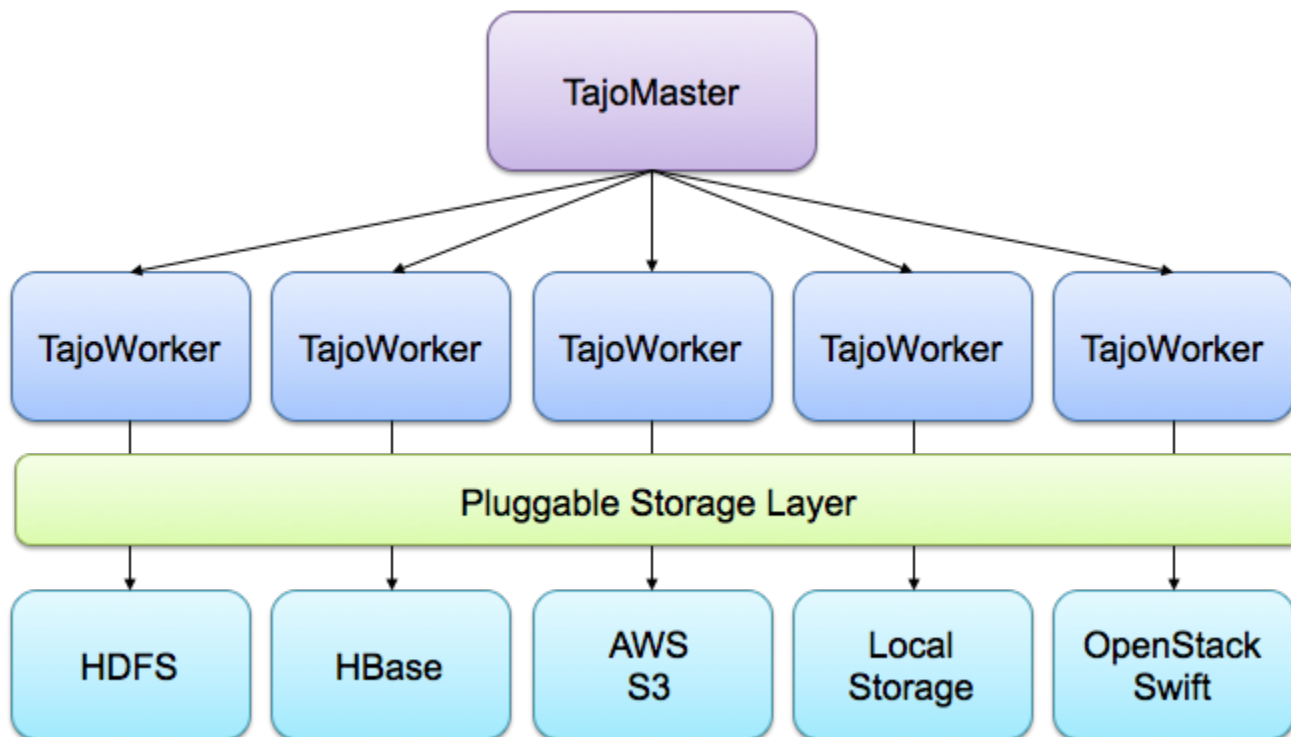 TajoMaster
TajoWorker
TajoWorker
TajoWorker
TajoWorker
TajoWorker
Pluggable Storage Layer
HDFS
HBase
AWS
S3
Local
Storage
OpenStack
Swift